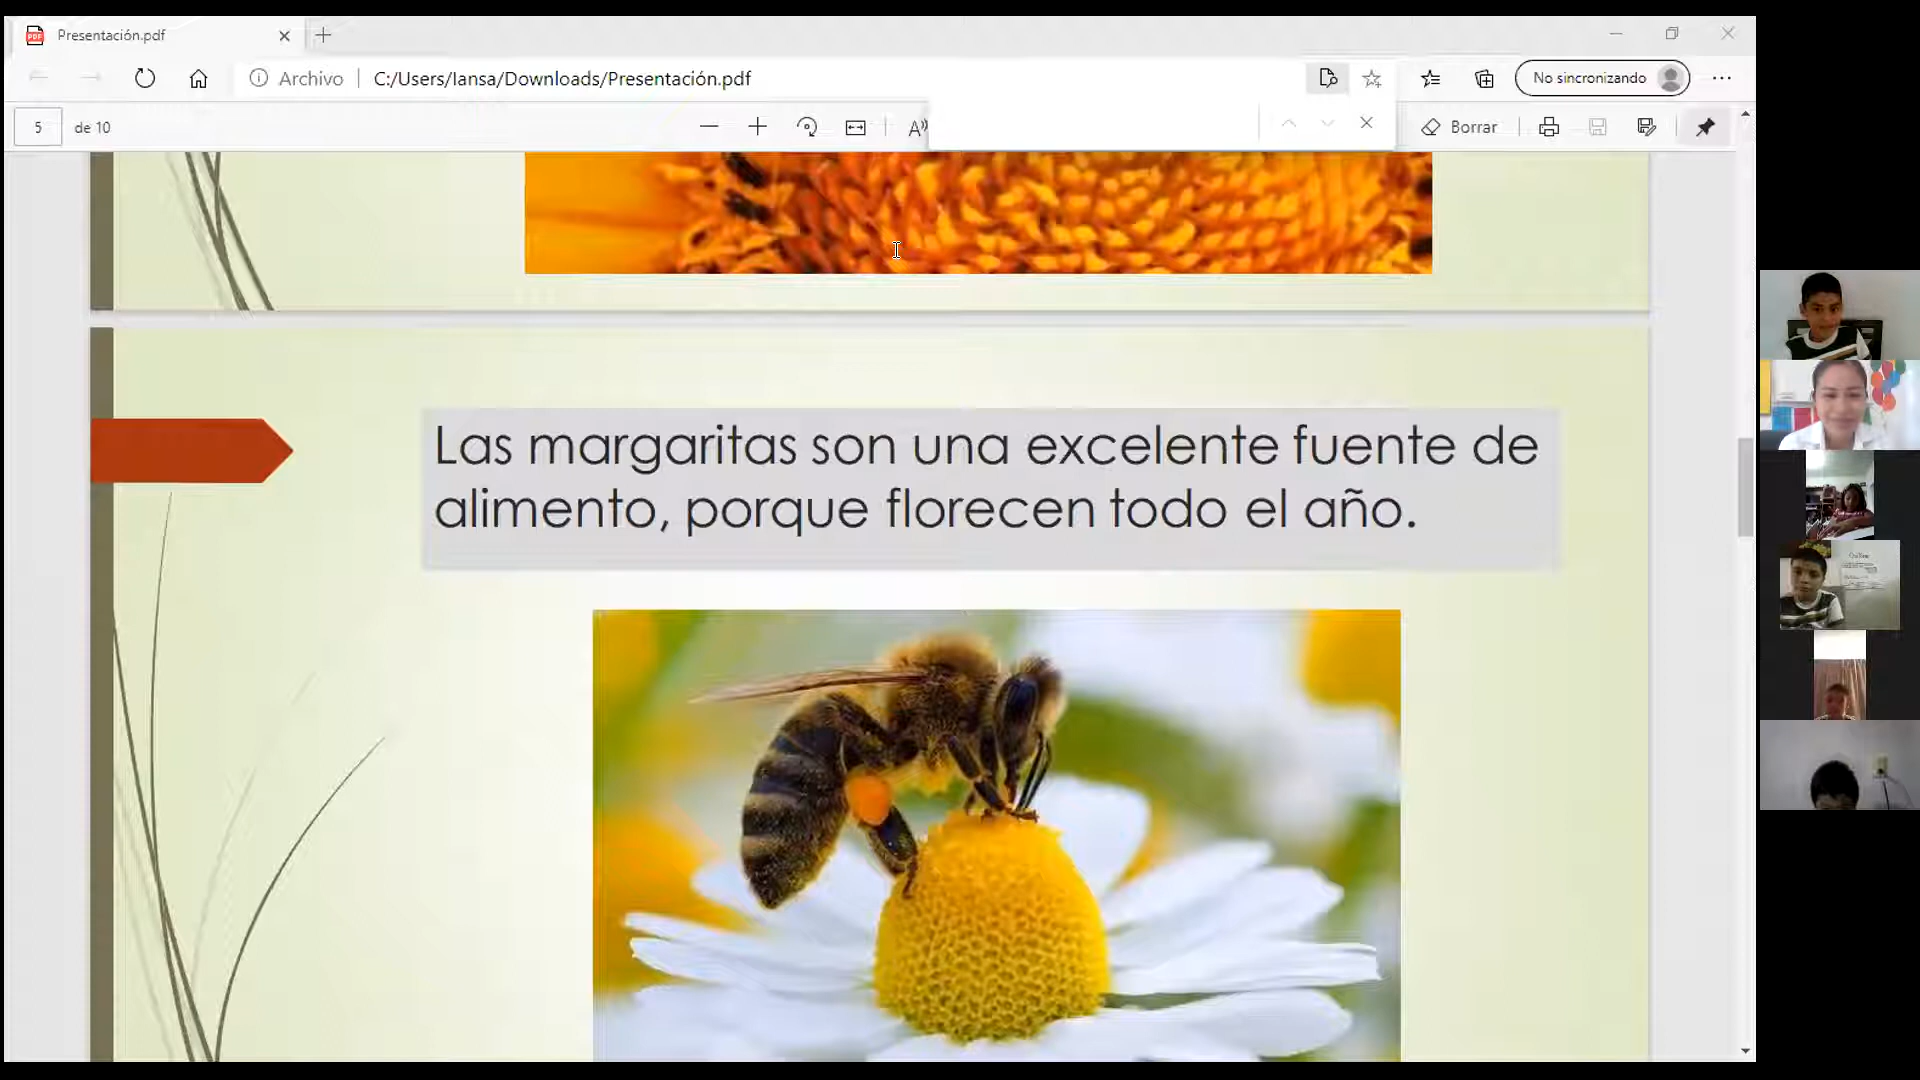 Presentación.pdf
Archivo
C:/Users/Iansa/Downloads/Presentación.pdf
No sincronizando
5
de 10
Borrar
Las margaritas son una excelente fuente de
alimento, porque florecen todo el año.